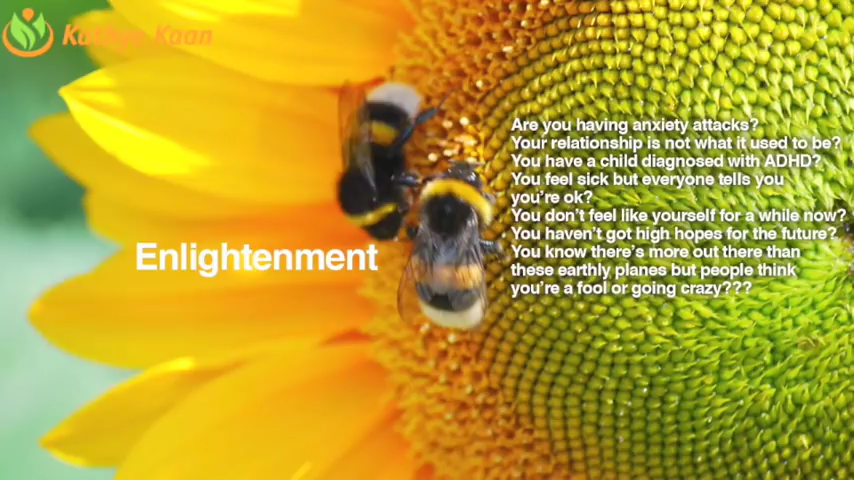 Kathya Kaan
Enlightenment
Are you having anxiety attacks?
Your relationship is not what it used to be?
You have a child diagnosed with ADHD?
You feel sick but everyone tells you
you're ok?
You don't feel like yourself for a while now?
You haven't got high hopes for the future?
You know there's more out there than
these earthly planes but people think
you're a fool or going crazy???